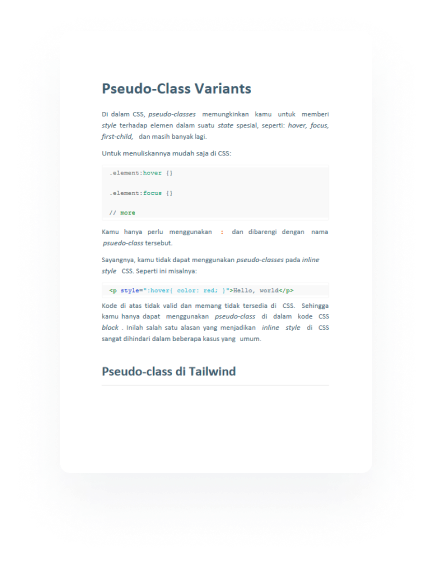 Pseudo-Class Variants
Di dalam CSS, pseudo-classes memungkinkan kamu untuk memberi
style terhadap elemen dalam suatu state spesial, seperti: hover, focus,
first-child, dan masih banyak lagi.
Untuk menuliskannya mudah saja di CSS:
.element:hover {}
.element:focus {}
// more
Kamu hanya perlu menggunakan : dan dibarengi dengan nama
psuedo-class tersebut.
Sayangnya, kamu tidak dapat menggunakan pseudo-classes pada inline
style CSS. Seperti ini misalnya:
<p style=":hover{ color: red; }">Hello, world</p>
Kode di atas tidak valid dan memang tidak tersedia di CSS. Sehingga
kamu hanya dapat menggunakan pseudo-class di dalam kode CSS
block . Inilah salah satu alasan yang menjadikan inline style di CSS
sangat dihindari dalam beberapa kasus yang umum.
Pseudo-class di Tailwind